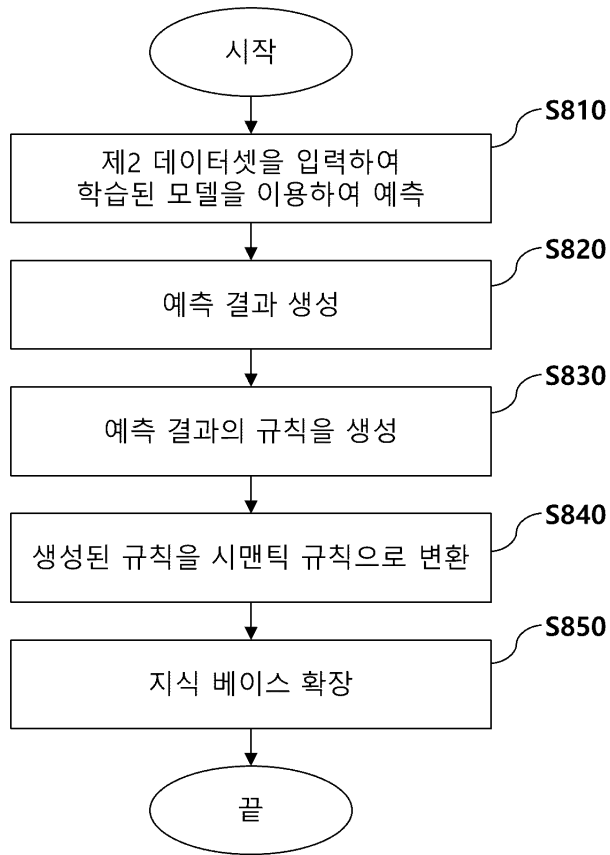 시작
S810
제2 데이터셋을 입력하여
학습된 모델을 이용하여 예측
S820
예측 결과 생성
S830
예측 결과의 규칙을 생성
S840
생성된 규칙을 시맨틱 규칙으로 변환
S850
지식 베이스 확장
끝